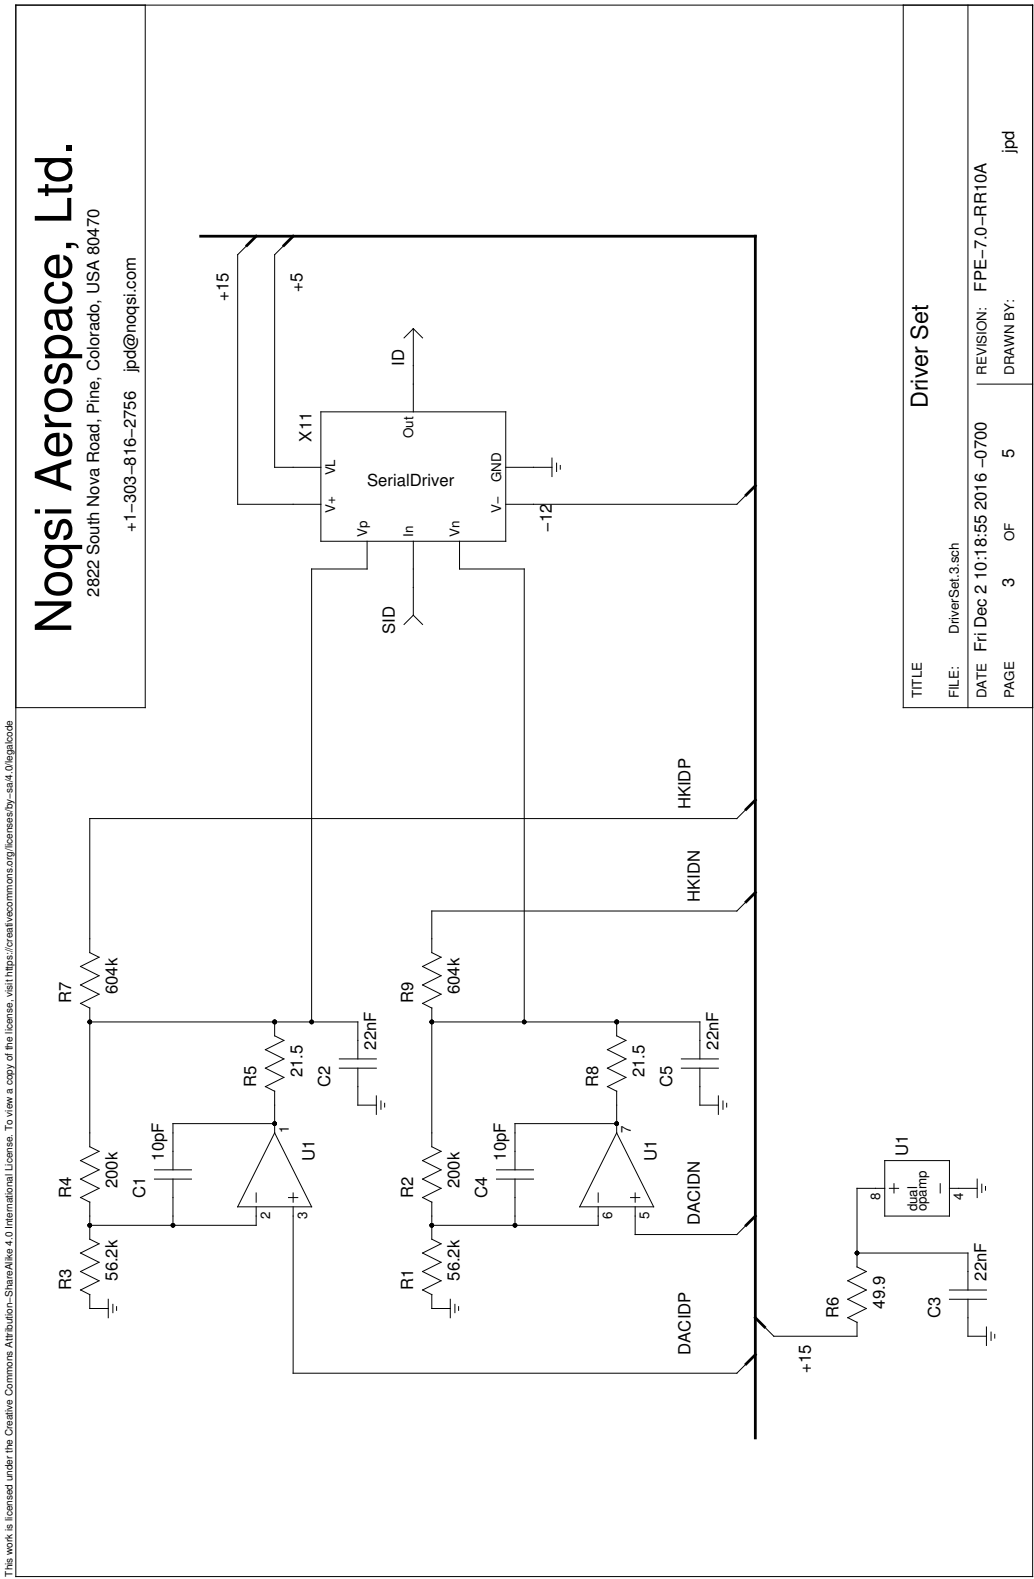 This work is licensed under the Creative Commons Attribution−ShareAlike 4.0 International License. To view a copy of the license, visit https://creativecommons.org/licenses/by−sa/4.0/legalcode
Noqsi Aerospace, Ltd.
2822 South Nova Road, Pine, Colorado, USA 80470
+1−303−816−2756 jpd@noqsi.com
R3
56.2k
R4
200k
R7
604k
C1
10pF
2
3
−
+
1
U1
R5
21.5
C2
22nF
R1
56.2k
R2
200k
R9
604k
C4
10pF
6
5
−
+
7
U1
R8
21.5
C5
22nF
DACIDP
DACIDN
HKIDN
HKIDP
SID
X11
SerialDriver
V+
VL
Vp
In
Vn
V−
GND
Out
ID
+15
+5
−12
+15
R6
49.9
C3
22nF
U1
8
+
dual
opamp
−
4
TITLE
Driver Set
FILE: DriverSet.3.sch
REVISION: FPE−7.0−RR10A
DATE Fri Dec 2 10:18:55 2016 −0700
PAGE 3 OF 5
DRAWN BY: jpd